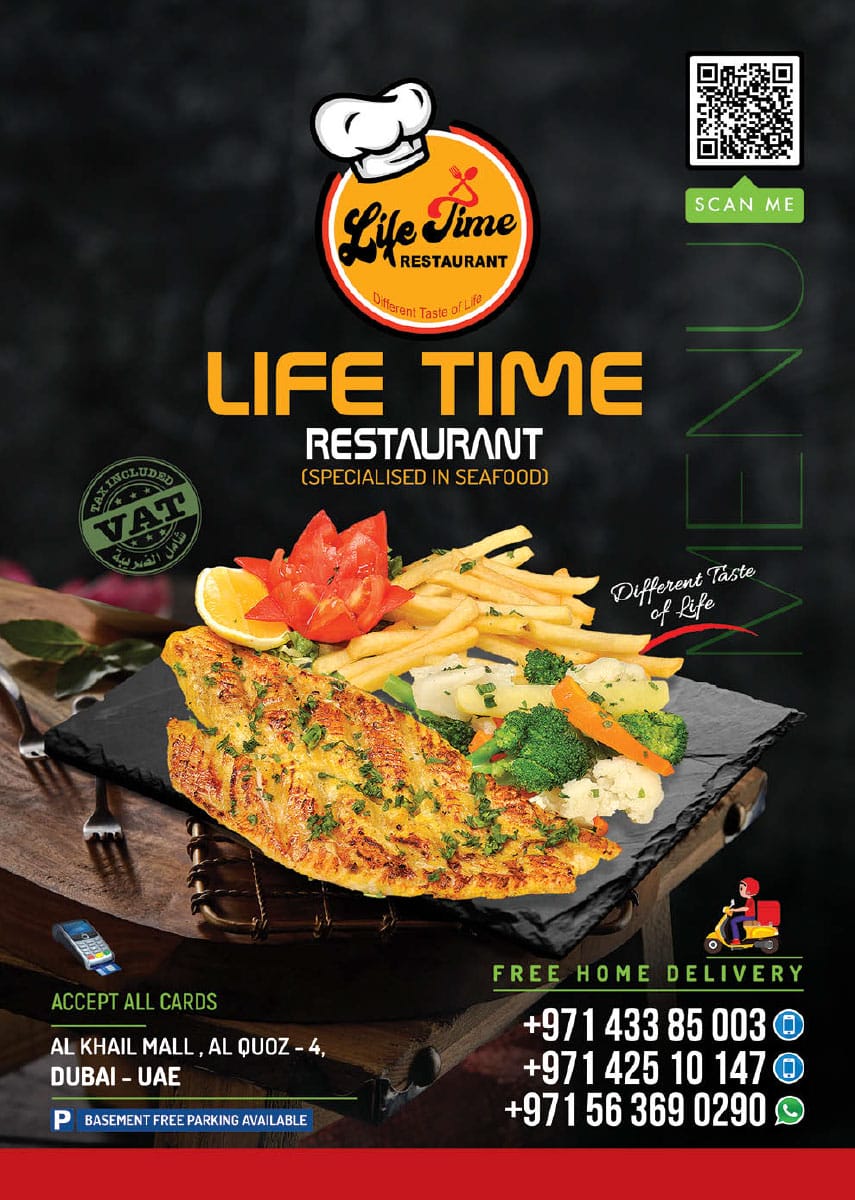 SCAN ME
MENU
Life Time
RESTAURANT
Different Taste of Life
LIFE TIME
RESTAURANT
(SPECIALISED IN SEAFOOD)
TAX INCLUDED
VAT
شامل الضريبة
Different Taste
of Life
ACCEPT ALL CARDS
AL KHAIL MALL , AL QUOZ – 4,
DUBAI – UAE
P BASEMENT FREE PARKING AVAILABLE
FREE HOME DELIVERY
+971 433 85 003
+971 425 10 147
+971 56 369 0290